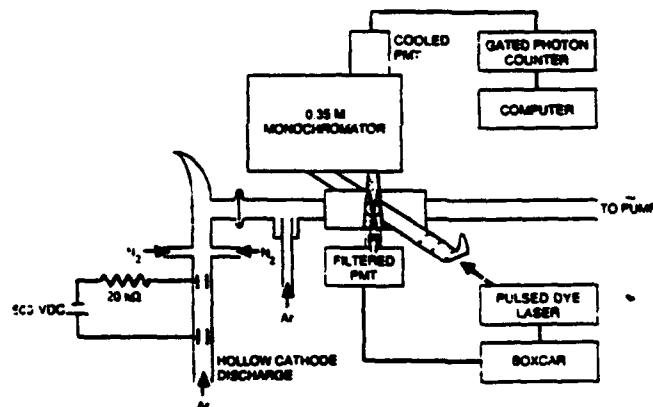 COOLED
PMT
GATED PHOTON
COUNTER
COMPUTER
0.35 M
MONOCHROMATOR
TO PUMP
N2
N2
FILTERED
PMT
20 kΩ
VDC
Ar
PULSED DYE
LASER
BOXCAR
HOLLOW CATHODE
DISCHARGE
Ar